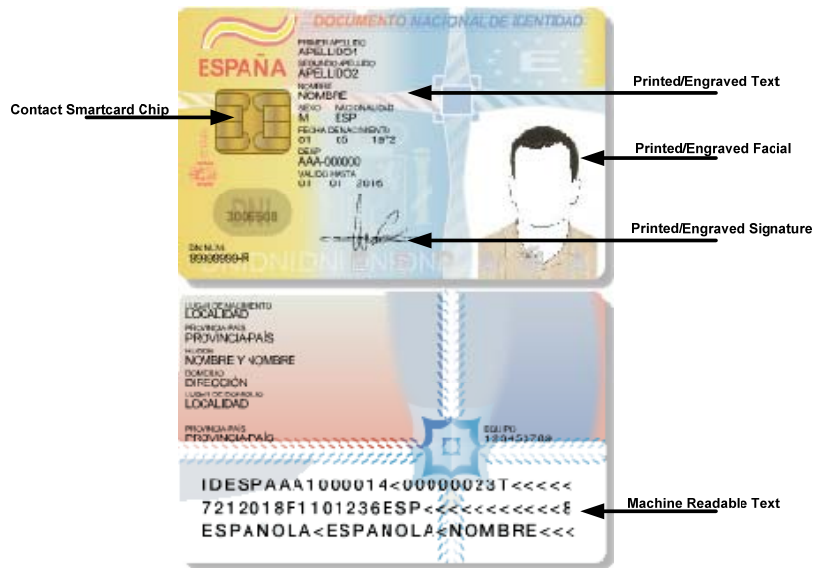 DOCUMENTO NACIONAL DE IDENTIDAD
ESPAÑA
PRIMER APELLIDO
APELLIDO1
SEGUNDO APELLIDO
APELLIDO2
NOMBRE
NOMBRE
SEXO NACIONALIDAD
M ESP
FECHA DE NACIMIENTO
01 05
IDESP
AAA-000000
VALIDO HASTA
01 01 2016
DNI
DNI NUM.
99999999-R
DNIDNIDNIDNIDN
E
Contact Smartcard Chip
Printed/Engraved Text
Printed/Engraved Facial
Printed/Engraved Signature
LUGAR DE NACIMIENTO
LOCALIDAD
PROVINCIA-PAÍS
PROVINCIA-PAÍS
HIJO/A DE
NOMBRE Y NOMBRE
DOMICILIO
DIRECCIÓN
LUGAR DE DOMICILIO
LOCALIDAD
PROVINCIA-PAÍS
PROVINCIA-PAÍS
EQUIPO
IDESPAAA1000014<00000023T<<<<<
7212018F1101236ESP<<<<<<<<<<<8
ESPANOLA<ESPANOLA<NOMBRE<<<
Machine Readable Text